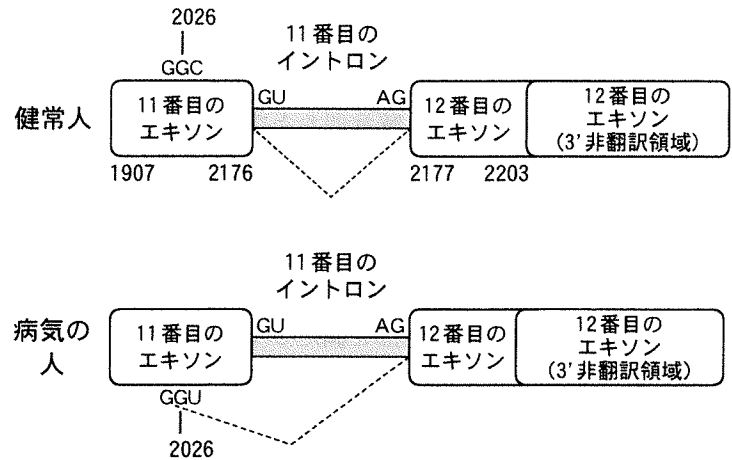 2026
GGC
11番目の
イントロン
健常人
11番目の
エキソン
GU
AG
12番目の
エキソン
12番目の
エキソン
(3'非翻訳領域)
1907
2176
2177
2203
11番目の
イントロン
病気の
人
11番目の
エキソン
GU
AG
12番目の
エキソン
12番目の
エキソン
(3'非翻訳領域)
GGU
2026